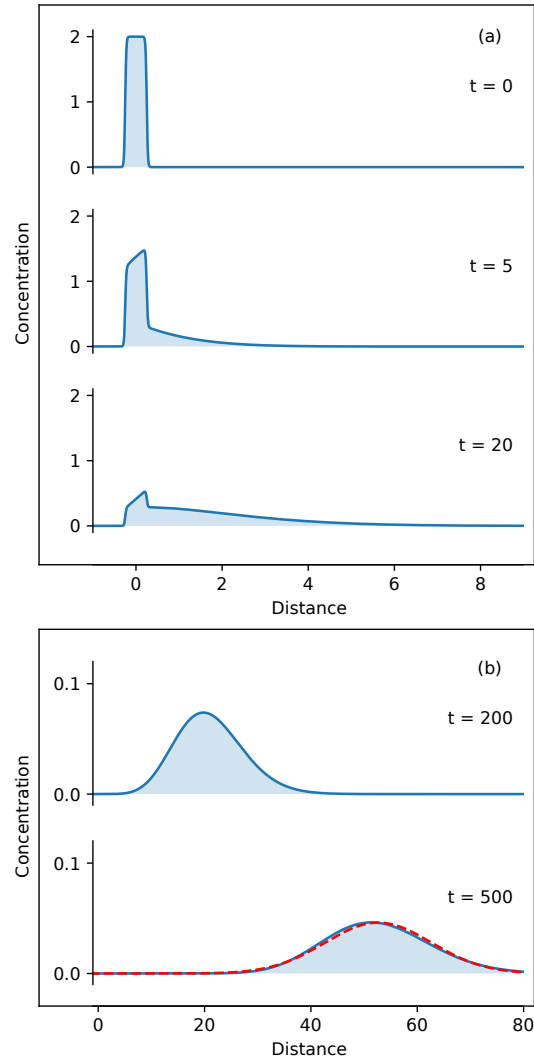 (a)
2
t = 0
1
0
2
t = 5
1
0
2
t = 20
1
0
Concentration
0 2 4 6 8
Distance
(b)
0.1
t = 200
0.0
0.1
t = 500
0.0
Concentration
0 20 40 60 80
Distance